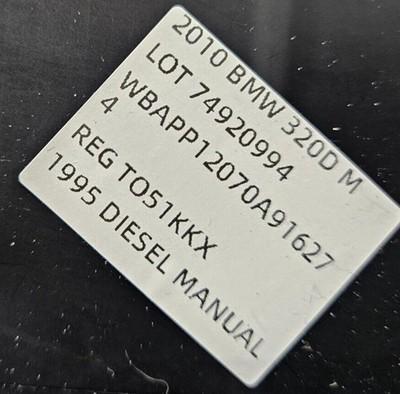 2010 BMW 320D M
LOT 74920994
WBAPP12070A91627
4
REG TO51KKX
1995 DIESEL MANUAL